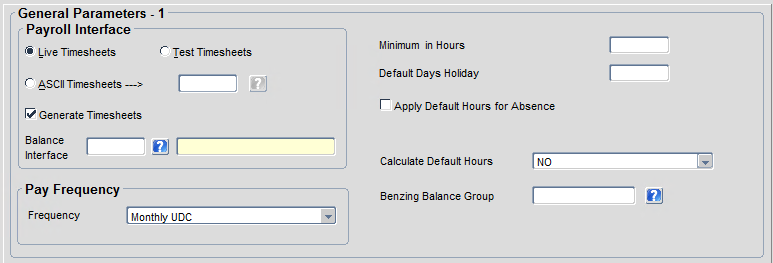 General Parameters - 1
Payroll Interface
Live Timesheets
Test Timesheets
ASCII Timesheets --->
?
Generate Timesheets
Balance
Interface
?
Pay Frequency
Frequency
Monthly UDC
Minimum in Hours
Default Days Holiday
Apply Default Hours for Absence
Calculate Default Hours
NO
Benzing Balance Group
?